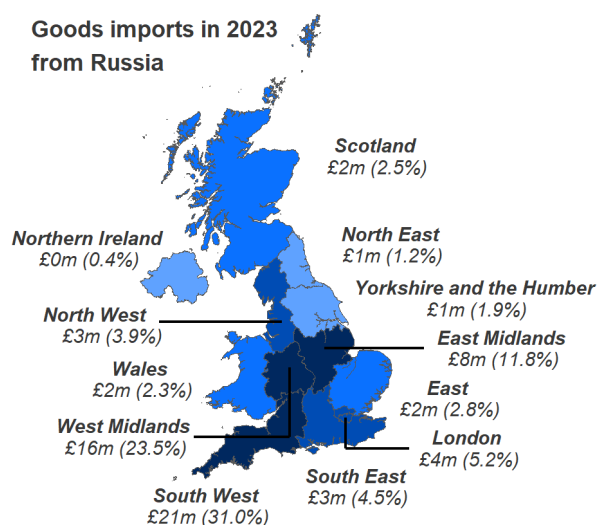 Goods imports in 2023
from Russia
Scotland
£2m (2.5%)
Northern Ireland
£0m (0.4%)
North East
£1m (1.2%)
Yorkshire and the Humber
£1m (1.9%)
North West
£3m (3.9%)
East Midlands
£8m (11.8%)
Wales
£2m (2.3%)
East
£2m (2.8%)
West Midlands
£16m (23.5%)
London
£4m (5.2%)
South East
£3m (4.5%)
South West
£21m (31.0%)